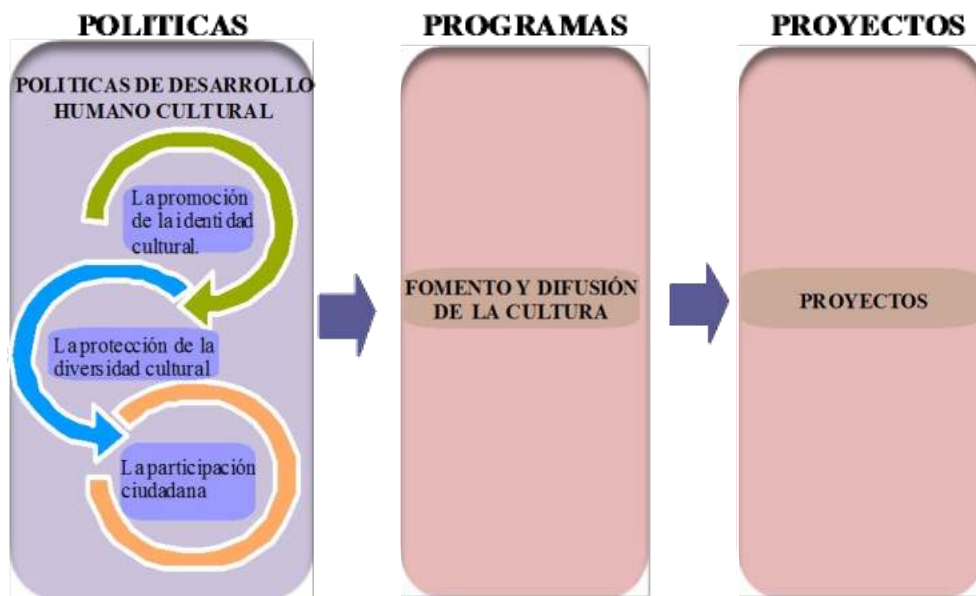 POLITICAS
POLITICAS DE DESARROLLO
HUMANO CULTURAL
La promoción
de la identidad
cultural.
La protección de la
diversidad cultural
La participación
ciudadana
PROGRAMAS
FOMENTO Y DIFUSIÓN
DE LA CULTURA
PROYECTOS
PROYECTOS